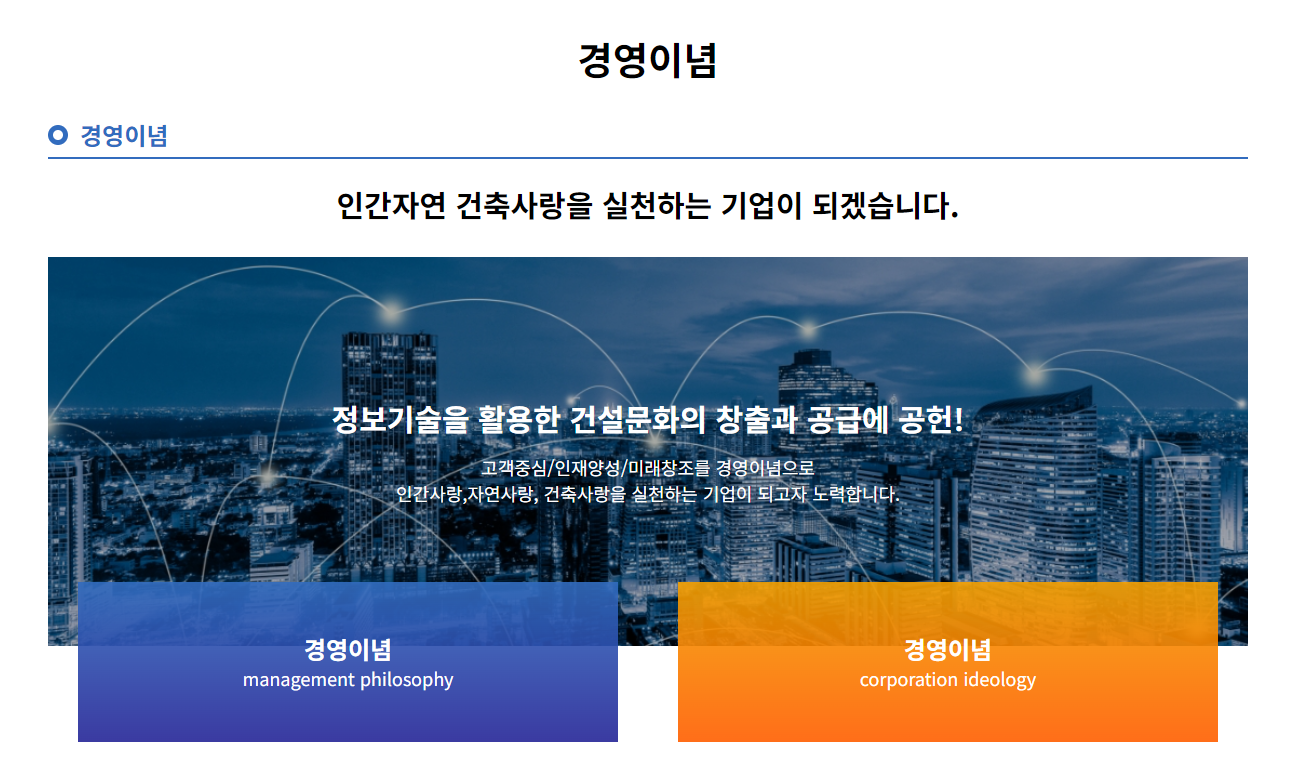 경영이념
경영이념
인간자연 건축사랑을 실천하는 기업이 되겠습니다.
정보기술을 활용한 건설문화의 창출과 공급에 공헌!
고객중심/인재양성/미래창조를 경영이념으로
인간사랑,자연사랑, 건축사랑을 실천하는 기업이 되고자 노력합니다.
경영이념
management philosophy
경영이념
corporation ideology